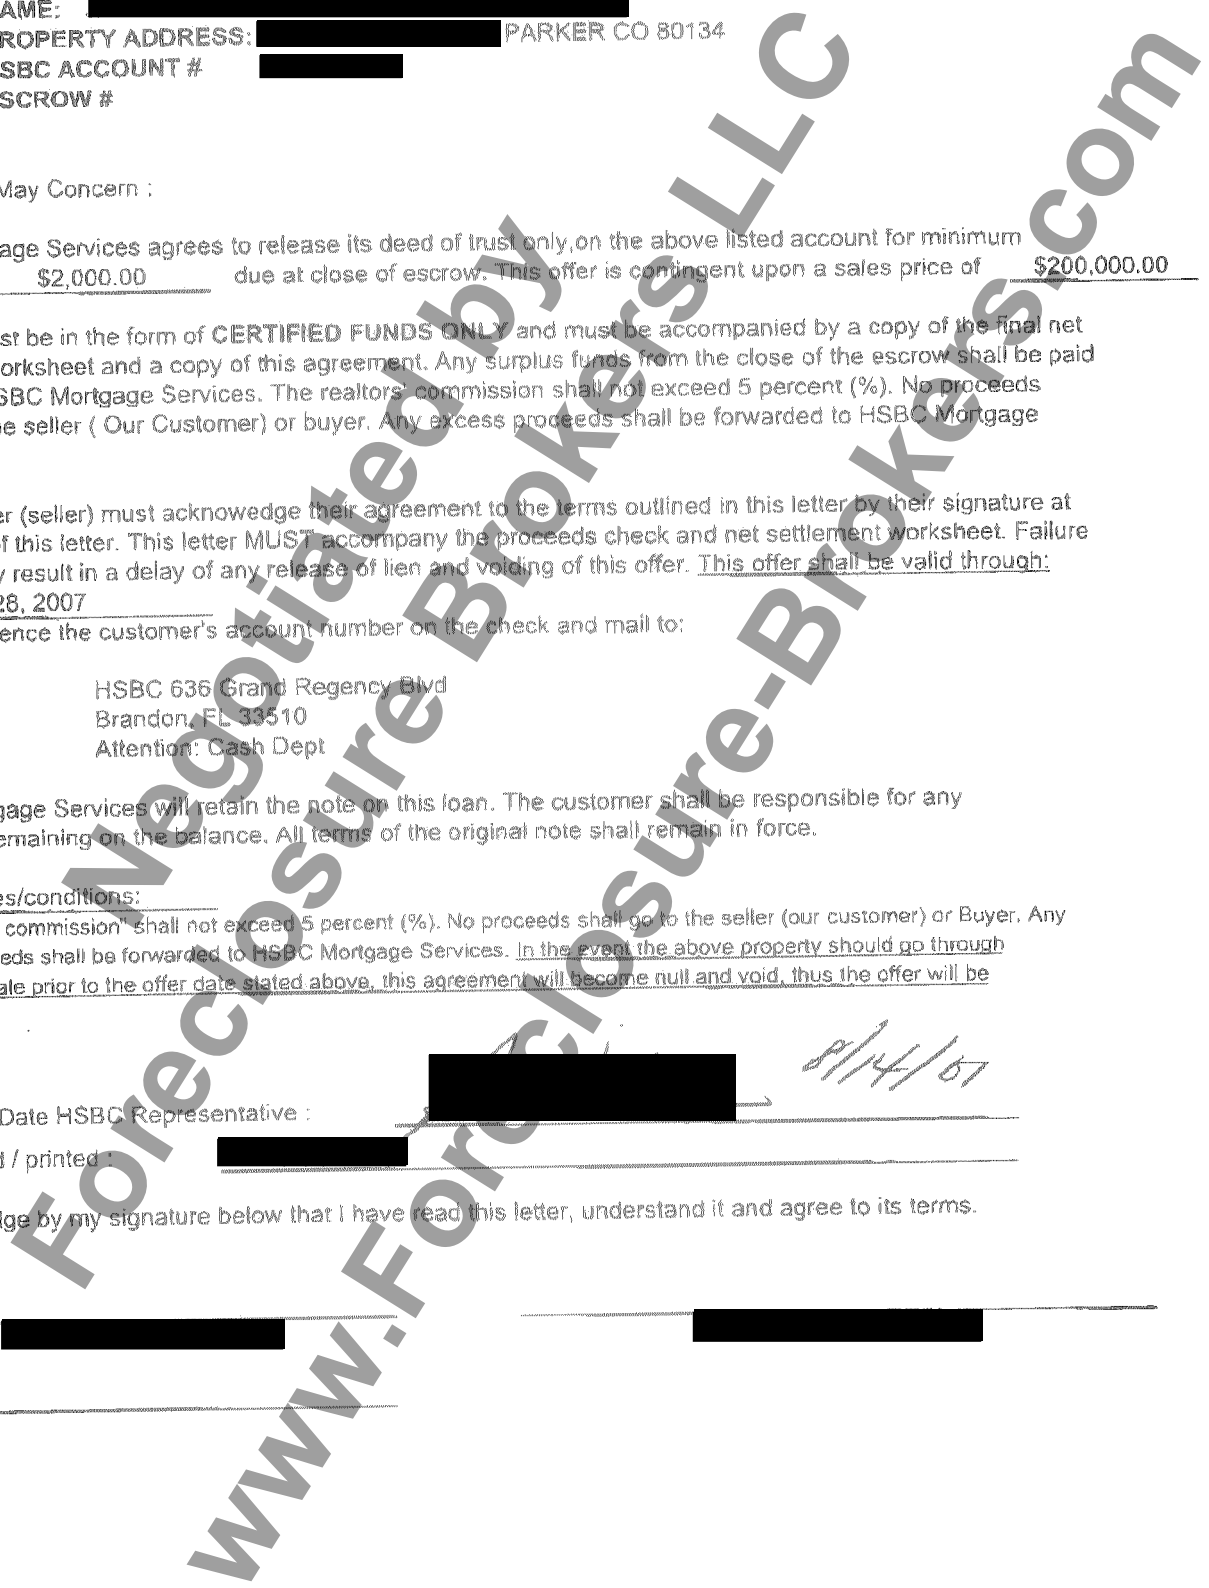 AME:
ROPERTY ADDRESS: PARKER CO 80134
SBC ACCOUNT #
SCROW #
May Concern :
age Services agrees to release its deed of trust only,on the above listed account for minimum
$2,000.00 due at close of escrow. This offer is contingent upon a sales price of $200,000.00
st be in the form of CERTIFIED FUNDS ONLY and must be accompanied by a copy of the final net
orksheet and a copy of this agreement. Any surplus funds from the close of the escrow shall be paid
SBC Mortgage Services. The realtors' commission shall not exceed 5 percent (%). No proceeds
e seller ( Our Customer) or buyer. Any excess proceeds shall be forwarded to HSBC Mortgage
er (seller) must acknowedge their agreement to the terms outlined in this letter by their signature at
f this letter. This letter MUST accompany the proceeds check and net settlement worksheet. Failure
y result in a delay of any release of lien and voiding of this offer. This offer shall be valid through:
28, 2007
ence the customer's account number on the check and mail to:
HSBC 636 Grand Regency Blvd
Brandon, FL 33510
Attention: Cash Dept
gage Services will retain the note on this loan. The customer shall be responsible for any
emaining on the balance. All terms of the original note shall remain in force.
es/conditions:
commission shall not exceed 5 percent (%). No proceeds shall go to the seller (our customer) or Buyer. Any
eds shall be forwarded to HSBC Mortgage Services. In the event the above property should go through
ale prior to the offer date stated above, this agreement will become null and void, thus the offer will be
8/14/07
Date HSBC Representative :
d / printed :
dge by my signature below that I have read this letter, understand it and agree to its terms.
Negotiated by
Foreclosure Brokers LLC
www.Foreclosure-Brokers.com